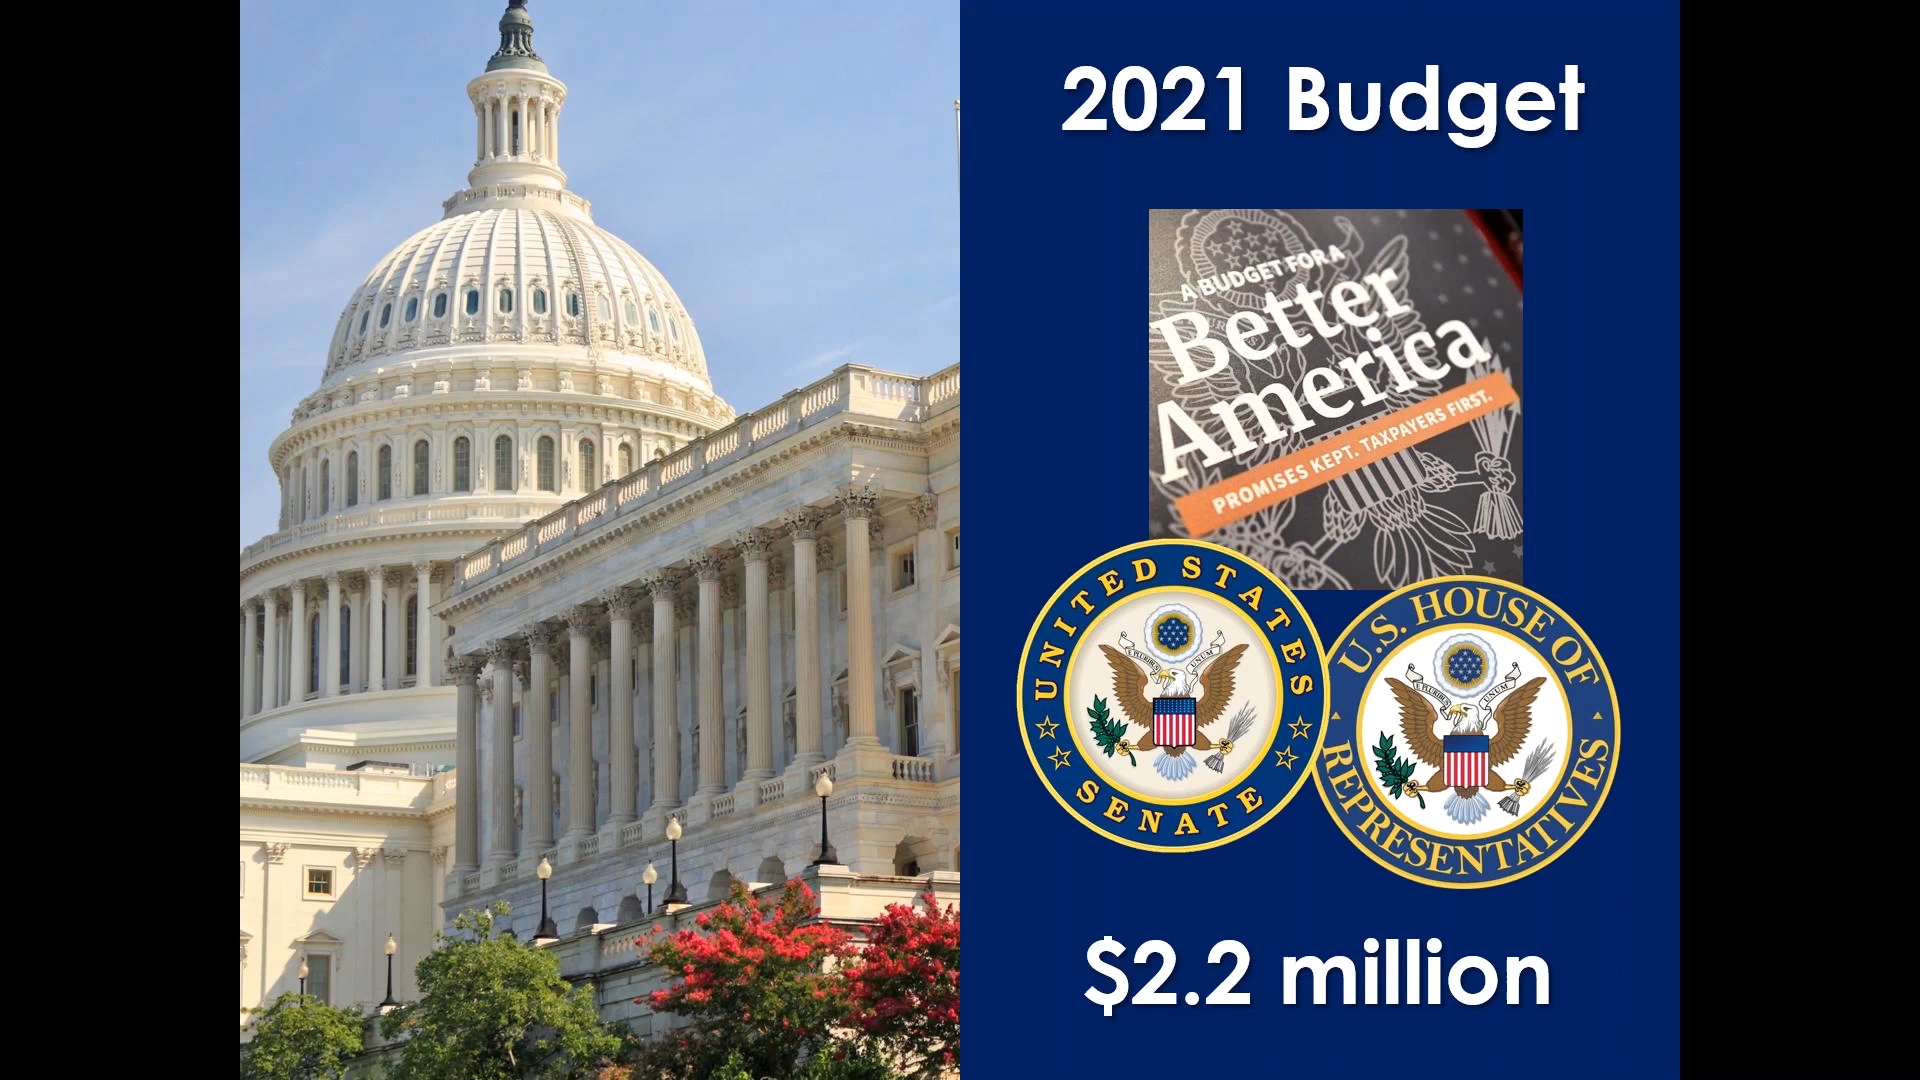 2021 Budget
A BUDGET FOR A
Better
America
PROMISES KEPT. TAXPAYERS FIRST.
UNITED STATES
SENATE
E PLURIBUS UNUM
U.S. HOUSE OF
REPRESENTATIVES
E PLURIBUS UNUM
$2.2 million